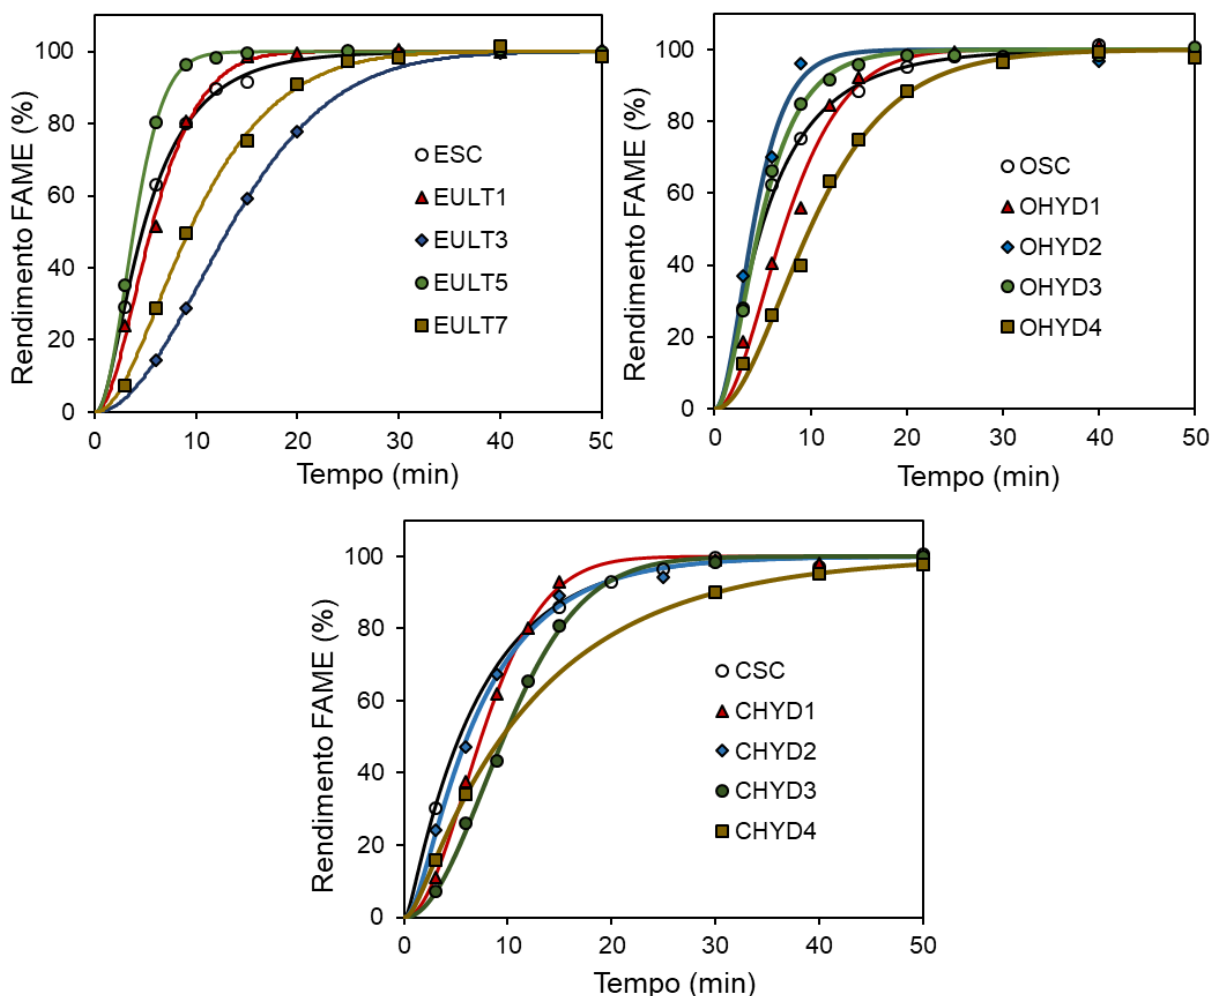 Rendimento FAME (%)
100
80
60
40
20
0
ESC
EULT1
EULT3
EULT5
EULT7
0 10 20 30 40 50
Tempo (min)
Rendimento FAME (%)
100
80
60
40
20
0
OSC
OHYD1
OHYD2
OHYD3
OHYD4
0 10 20 30 40 50
Tempo (min)
Rendimento FAME (%)
100
80
60
40
20
0
CSC
CHYD1
CHYD2
CHYD3
CHYD4
0 10 20 30 40 50
Tempo (min)